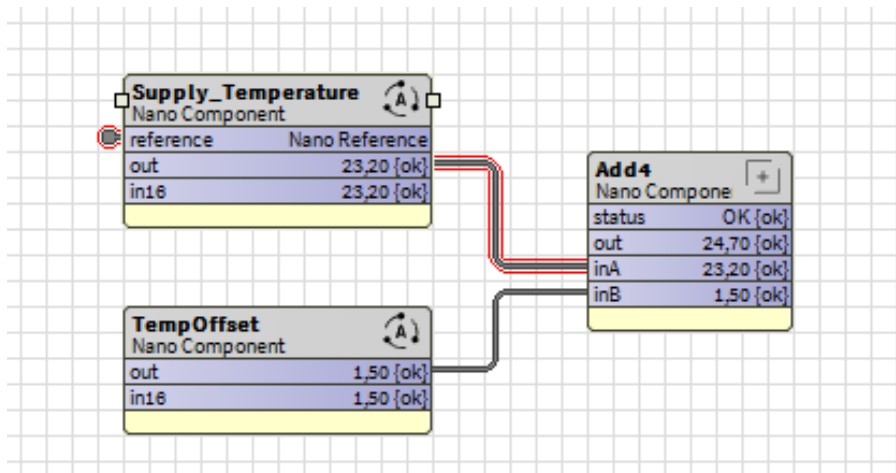 Supply_Temperature
Nano Component
reference Nano Reference
out 23,20 {ok}
in16 23,20 {ok}
TempOffset
Nano Component
out 1,50 {ok}
in16 1,50 {ok}
Add4
Nano Compone
status OK {ok}
out 24,70 {ok}
inA 23,20 {ok}
inB 1,50 {ok}